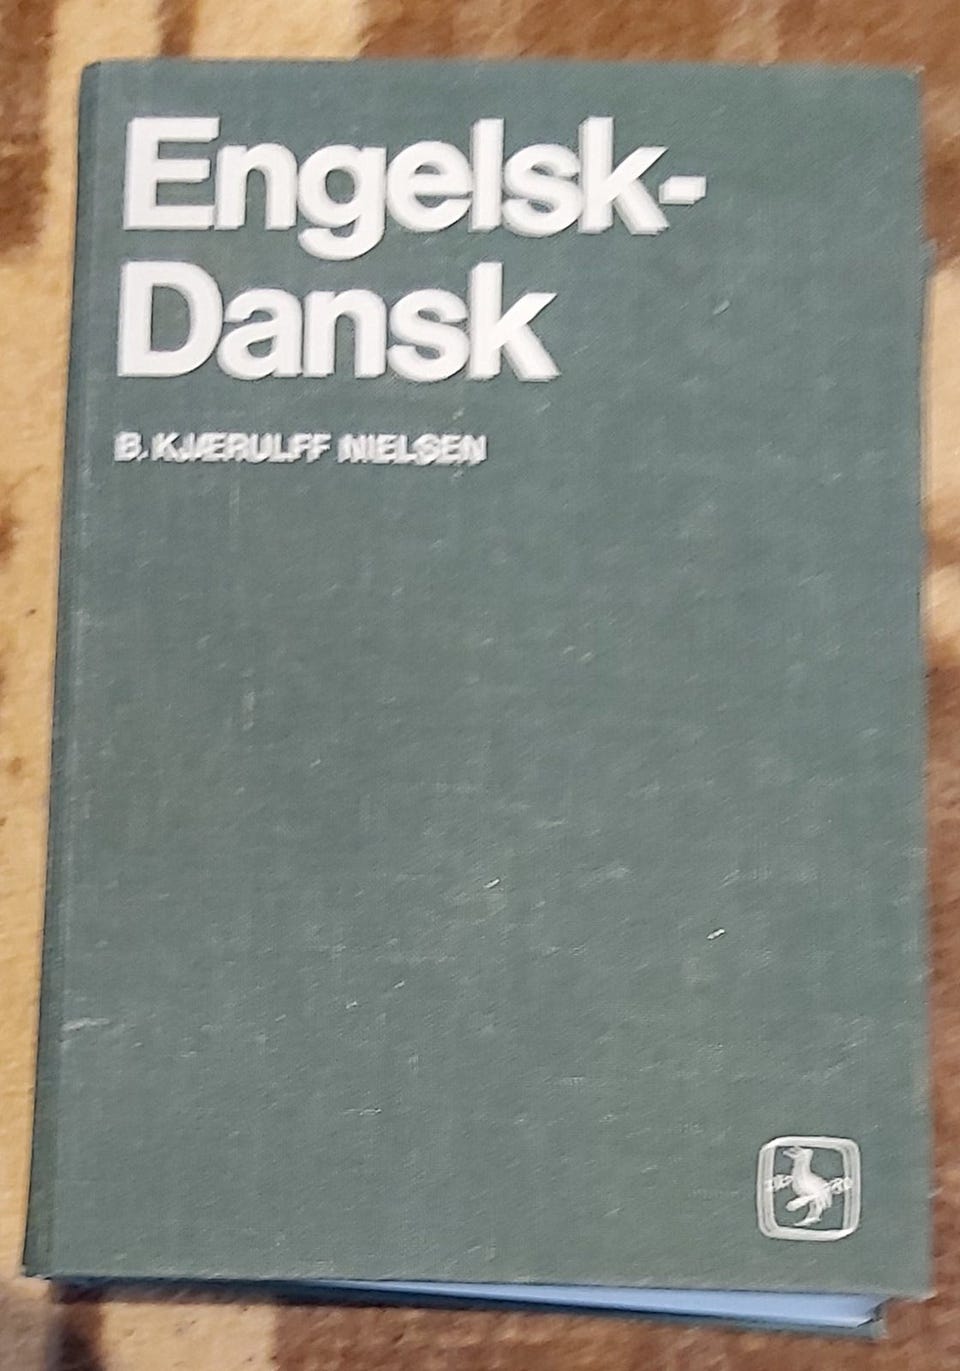 Engelsk-
Dansk
B. KJÆRULFF NIELSEN